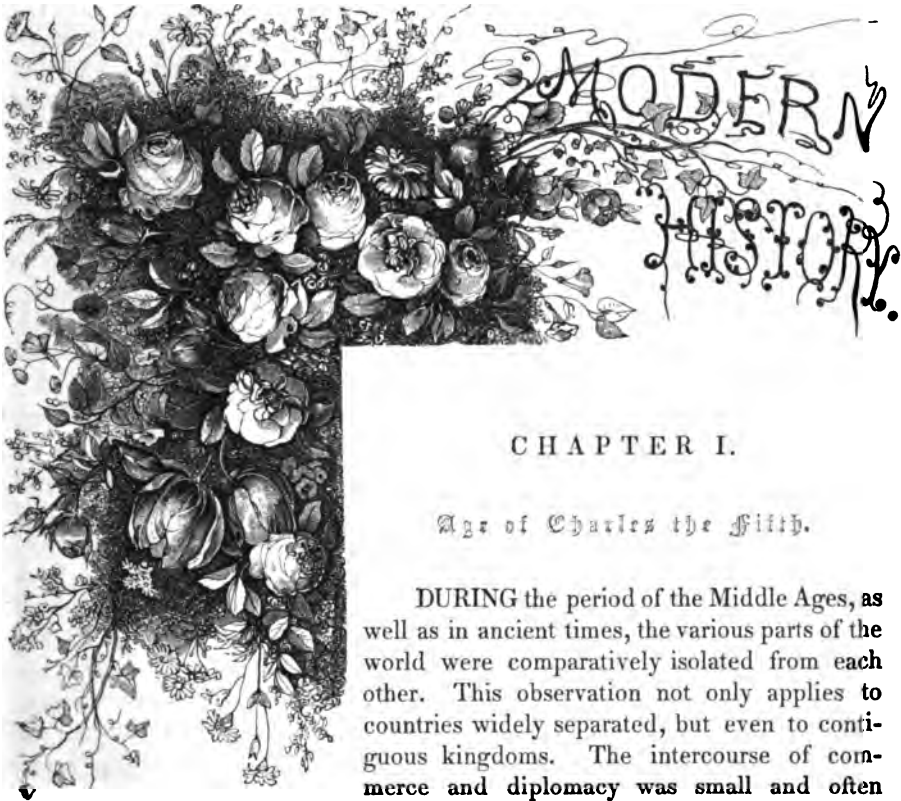 MODERN
HISTORY.
CHAPTER I.
Age of Charles the Fifth.
DURING the period of the Middle Ages, as
well as in ancient times, the various parts of the
world were comparatively isolated from each
other. This observation not only applies to
countries widely separated, but even to conti-
guous kingdoms. The intercourse of com-
merce and diplomacy was small and often